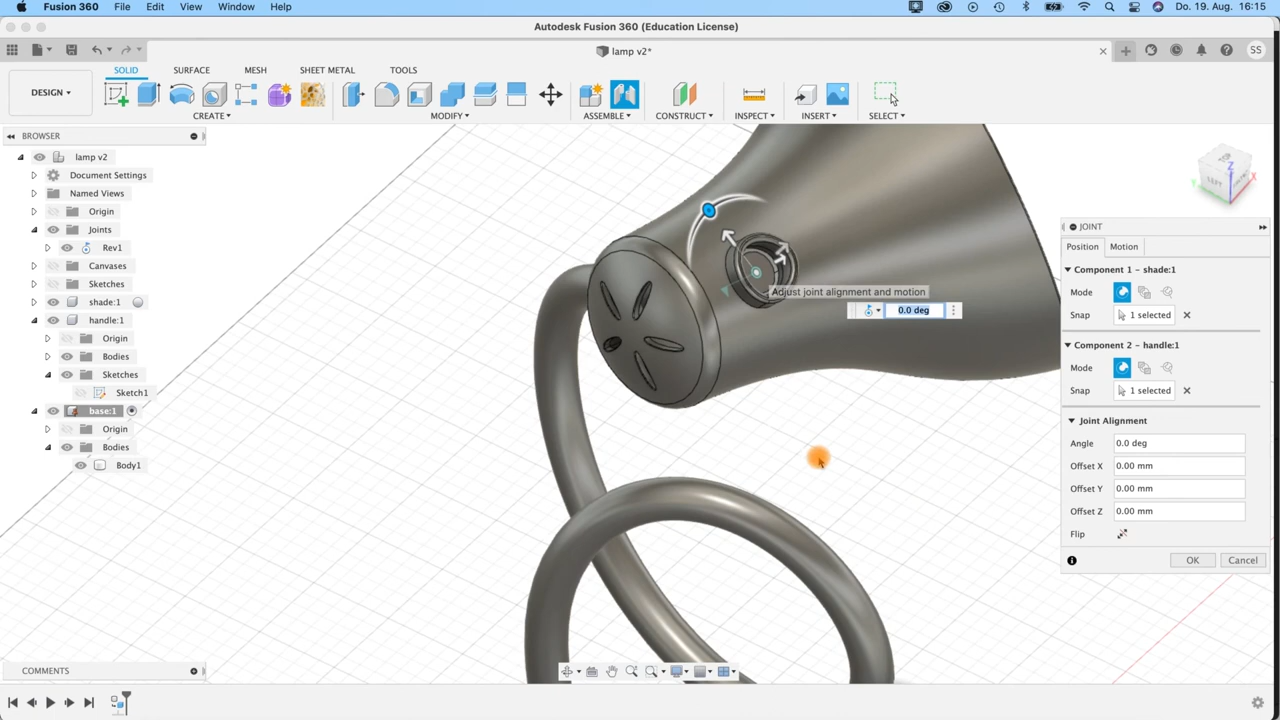 Fusion 360 File Edit View Window Help Do. 19. Aug. 16:15
Autodesk Fusion 360 (Education License)
lamp v2*
SS
SOLID SURFACE MESH SHEET METAL TOOLS
DESIGN
CREATE MODIFY ASSEMBLE CONSTRUCT INSPECT INSERT SELECT
BROWSER
lamp v2
Document Settings
Named Views
Origin
Joints
Rev1
Canvases
Sketches
shade:1
handle:1
Origin
Bodies
Sketches
Sketch1
base:1
Origin
Bodies
Body1
LEFT
Z
X
Y
Adjust joint alignment and motion
0.0 deg
JOINT
Position Motion
Component 1 - shade:1
Mode
Snap 1 selected
Component 2 - handle:1
Mode
Snap 1 selected
Joint Alignment
Angle 0.0 deg
Offset X 0.00 mm
Offset Y 0.00 mm
Offset Z 0.00 mm
Flip
OK Cancel
COMMENTS